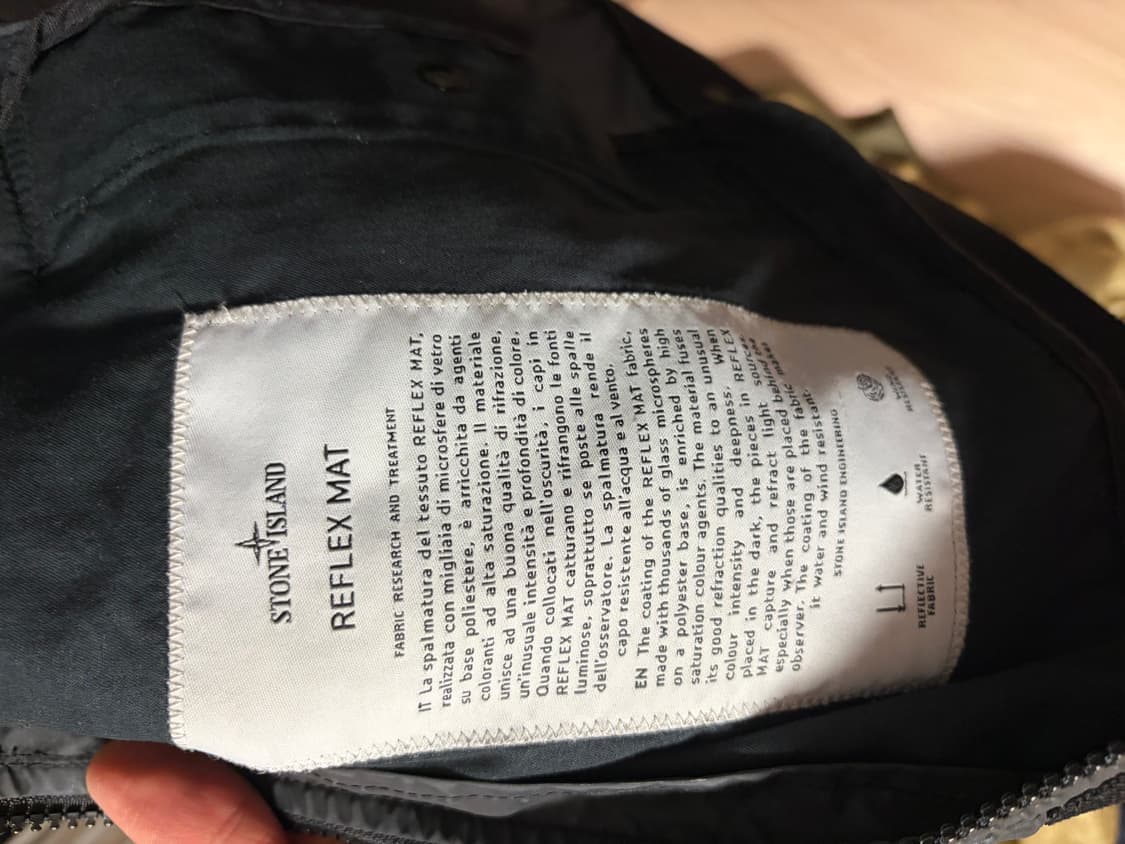 STONE ISLAND
REFLEX MAT
FABRIC RESEARCH AND TREATMENT
IT La spalmatura del tessuto REFLEX MAT,
realizzata con migliaia di microsfere di vetro
su base poliestere, è arricchita da agenti
coloranti ad alta saturazione. Il materiale
unisce ad una buona qualità di rifrazione,
un'inusuale intensità e profondità di colore.
Quando collocati nell'oscurità, i capi in
REFLEX MAT catturano e rifrangono le fonti
luminose, soprattutto se poste alle spalle
dell'osservatore. La spalmatura rende il
capo resistente all'acqua e al vento.
EN The coating of the REFLEX MAT fabric,
made with thousands of glass microspheres
on a polyester base, is enriched by high
saturation colour agents. The material fuses
its good refraction qualities to an unusual
colour intensity and deepness. When
placed in the dark, the pieces in REFLEX
MAT capture and refract light sources
especially when those are placed behind the
observer. The coating of the fabric makes
it water and wind resistant.
STONE ISLAND ENGINEERING
REFLECTIVE
FABRIC
WATER
RESISTANT
WIND
RESISTANT